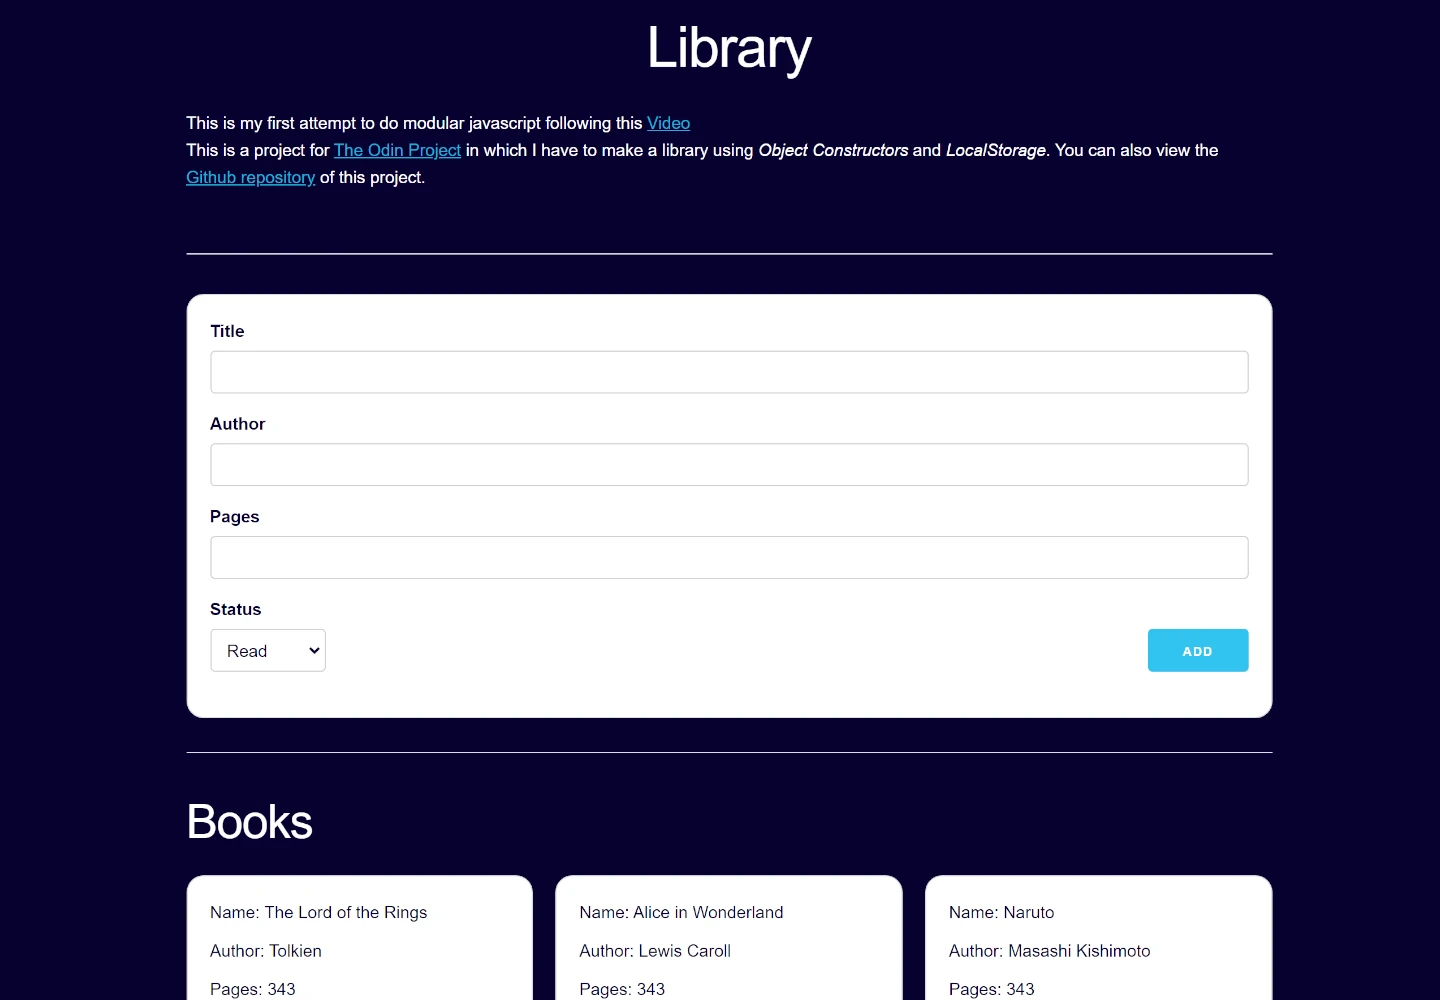 Library
This is my first attempt to do modular javascript following this Video
This is a project for The Odin Project in which I have to make a library using Object Constructors and LocalStorage. You can also view the
Github repository of this project.
Title
Author
Pages
Status
Read
ADD
Books
Name: The Lord of the Rings
Author: Tolkien
Pages: 343
Name: Alice in Wonderland
Author: Lewis Caroll
Pages: 343
Name: Naruto
Author: Masashi Kishimoto
Pages: 343